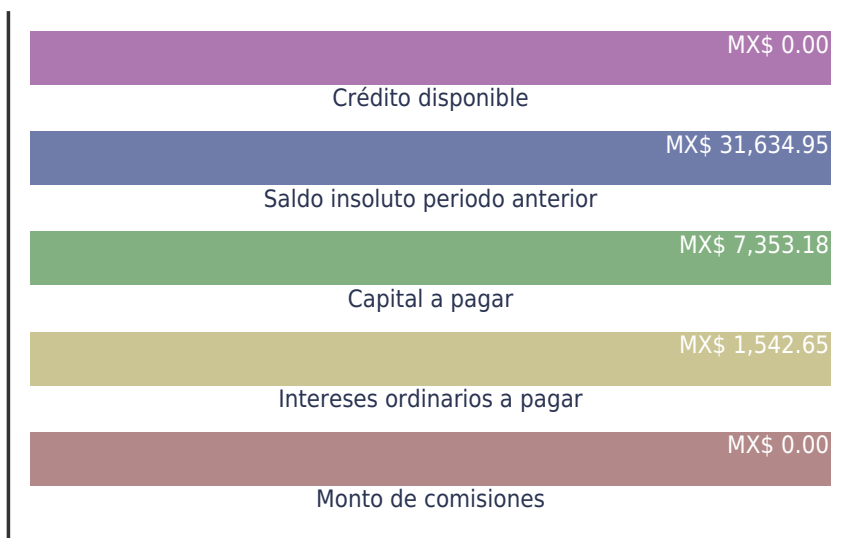 MX$ 0.00
Crédito disponible
MX$ 31,634.95
Saldo insoluto periodo anterior
MX$ 7,353.18
Capital a pagar
MX$ 1,542.65
Intereses ordinarios a pagar
MX$ 0.00
Monto de comisiones